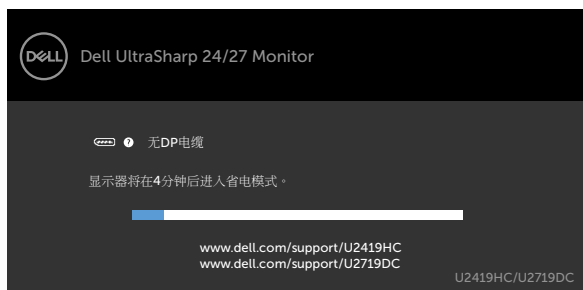 DELL
Dell UltraSharp 24/27 Monitor
无DP电缆
显示器将在4分钟后进入省电模式。
www.dell.com/support/U2419HC
www.dell.com/support/U2719DC
U2419HC/U2719DC